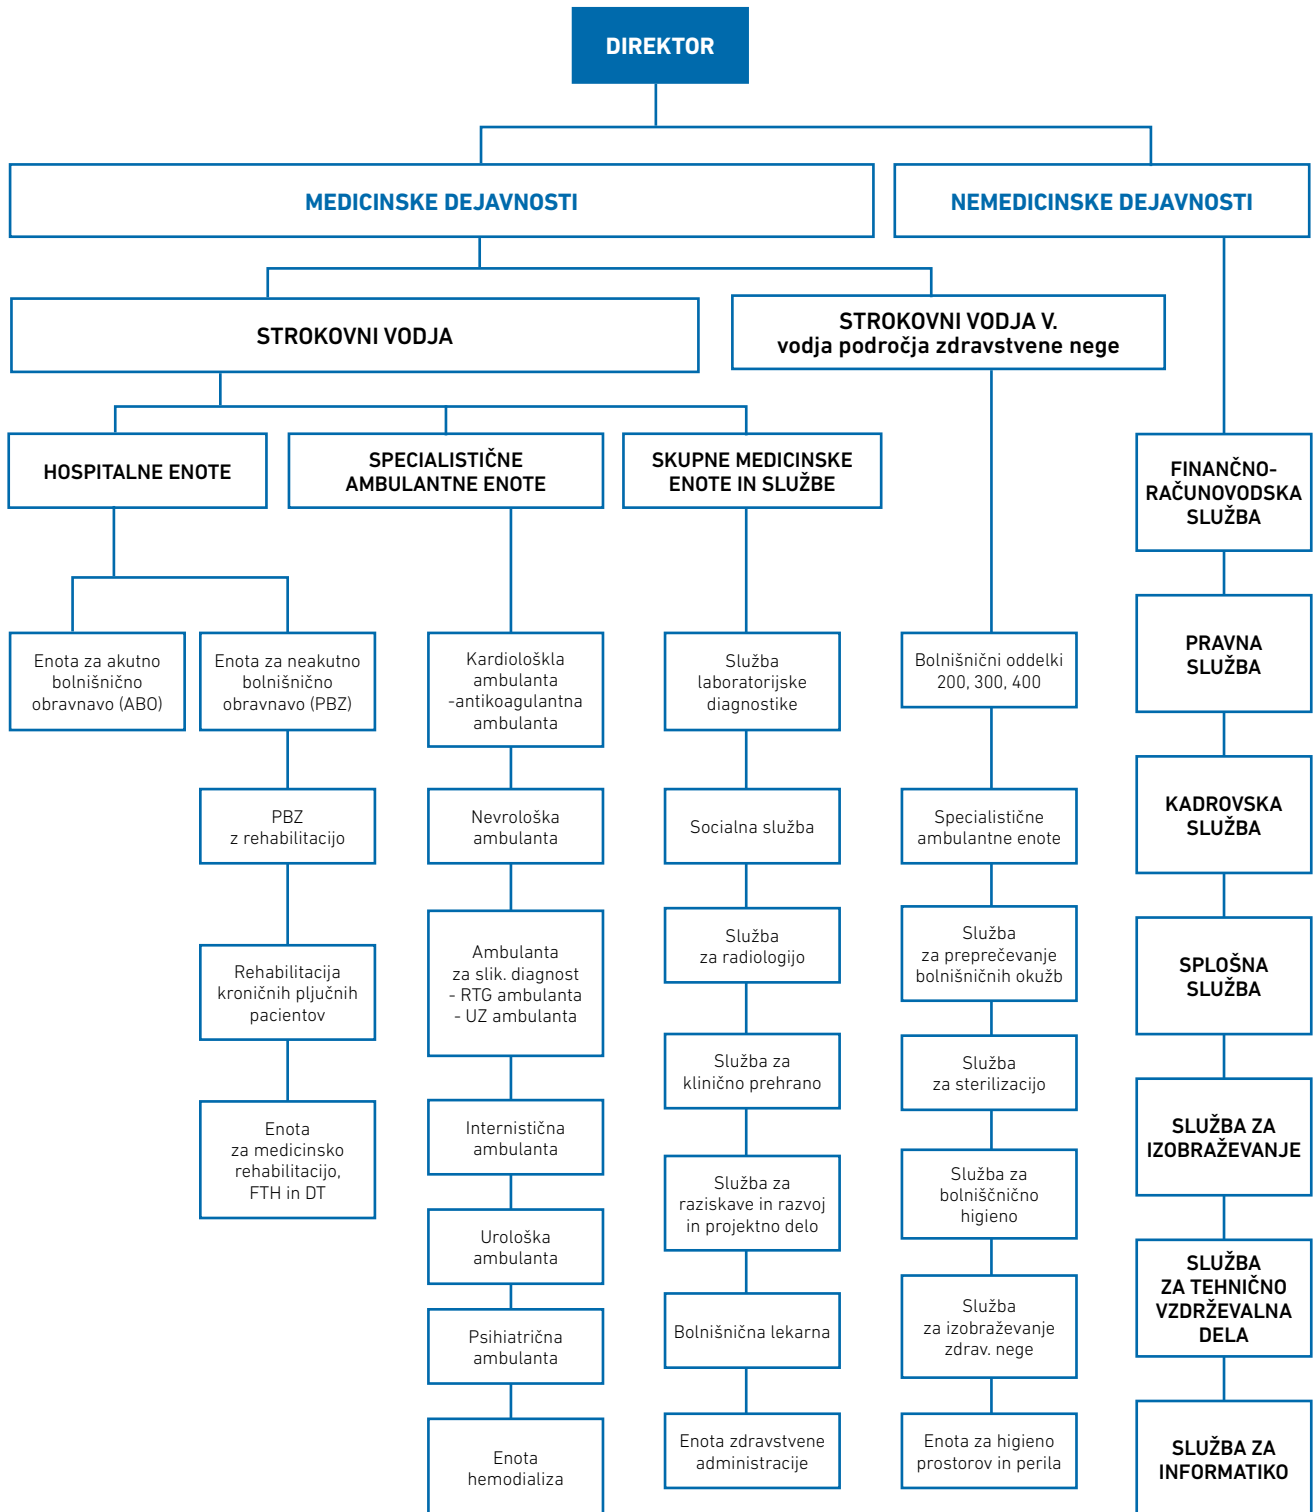 DIREKTOR
MEDICINSKE DEJAVNOSTI
NEMEDICINSKE DEJAVNOSTI
STROKOVNI VODJA
STROKOVNI VODJA V.
vodja področja zdravstvene nege
HOSPITALNE ENOTE
SPECIALISTIČNE
AMBULANTNE ENOTE
SKUPNE MEDICINSKE
ENOTE IN SLUŽBE
Enota za akutno
bolnišnično
obravnavo (ABO)
Enota za neakutno
bolnišnično
obravnavo (PBZ)
PBZ
z rehabilitacijo
Rehabilitacija
kroničnih pljučnih
pacientov
Enota
za medicinsko
rehabilitacijo,
FTH in DT
Kardiološkla
ambulanta
-antikoagulantna
ambulanta
Nevrološka
ambulanta
Ambulanta
za slik. diagnost
- RTG ambulanta
- UZ ambulanta
Internistična
ambulanta
Urološka
ambulanta
Psihiatrična
ambulanta
Enota
hemodializa
Služba
laboratorijske
diagnostike
Socialna služba
Služba
za radiologijo
Služba za
klinično prehrano
Služba za
raziskave in razvoj
in projektno delo
Bolnišnična lekarna
Enota zdravstvene
administracije
Bolnišnični oddelki
200, 300, 400
Specialistične
ambulantne enote
Služba
za preprečevanje
bolnišničnih okužb
Služba
za sterilizacijo
Služba za
bolniščnično
higieno
Služba
za izobraževanje
zdrav. nege
Enota za higieno
prostorov in perila
FINANČNO-
RAČUNOVODSKA
SLUŽBA
PRAVNA
SLUŽBA
KADROVSKA
SLUŽBA
SPLOŠNA
SLUŽBA
SLUŽBA ZA
IZOBRAŽEVANJE
SLUŽBA
ZA TEHNIČNO
VZDRŽEVALNA
DELA
SLUŽBA ZA
INFORMATIKO